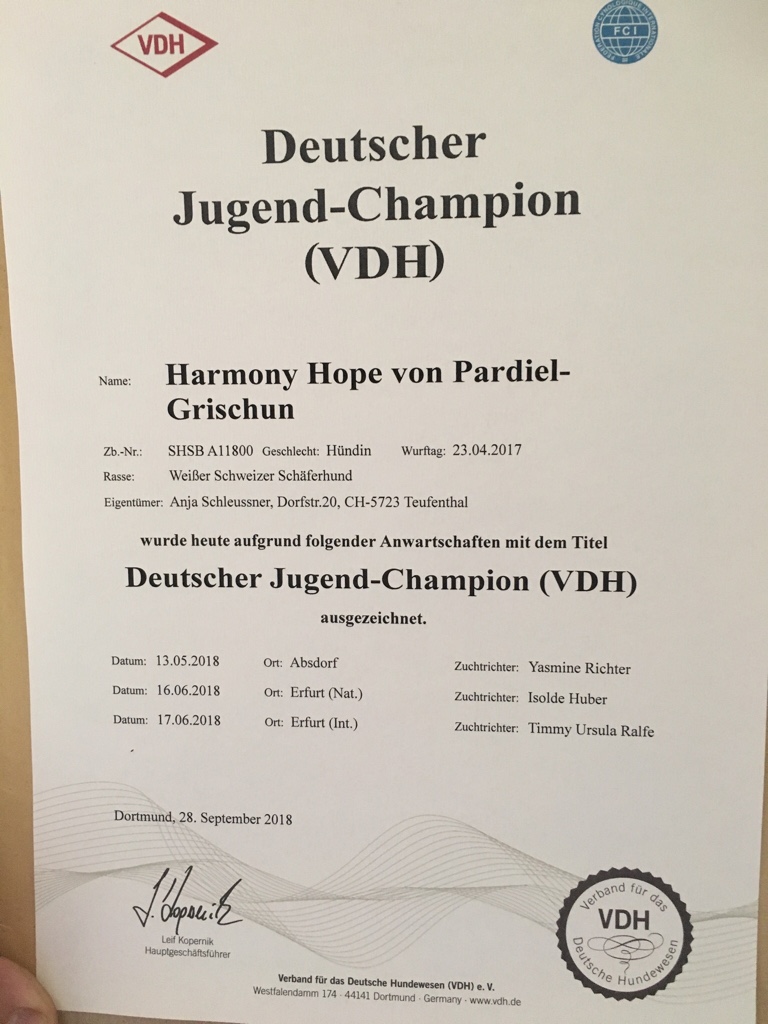 VDH
FEDERATION CYNOLOGIQUE INTERNATIONALE
FCI
Deutscher
Jugend-Champion
(VDH)
Name: Harmony Hope von Pardiel-
Grischun
Zb.-Nr.: SHSB A11800 Geschlecht: Hündin Wurftag: 23.04.2017
Rasse: Weißer Schweizer Schäferhund
Eigentümer: Anja Schleussner, Dorfstr.20, CH-5723 Teufenthal
wurde heute aufgrund folgender Anwartschaften mit dem Titel
Deutscher Jugend-Champion (VDH)
ausgezeichnet.
Datum: 13.05.2018 Ort: Absdorf Zuchtrichter: Yasmine Richter
Datum: 16.06.2018 Ort: Erfurt (Nat.) Zuchtrichter: Isolde Huber
Datum: 17.06.2018 Ort: Erfurt (Int.) Zuchtrichter: Timmy Ursula Ralfe
Dortmund, 28. September 2018
L. Kopernik
Leif Kopernik
Hauptgeschäftsführer
Verband für das
VDH
Deutsche Hundewesen
Verband für das Deutsche Hundewesen (VDH) e. V.
Westfalendamm 174 · 44141 Dortmund · Germany · www.vdh.de